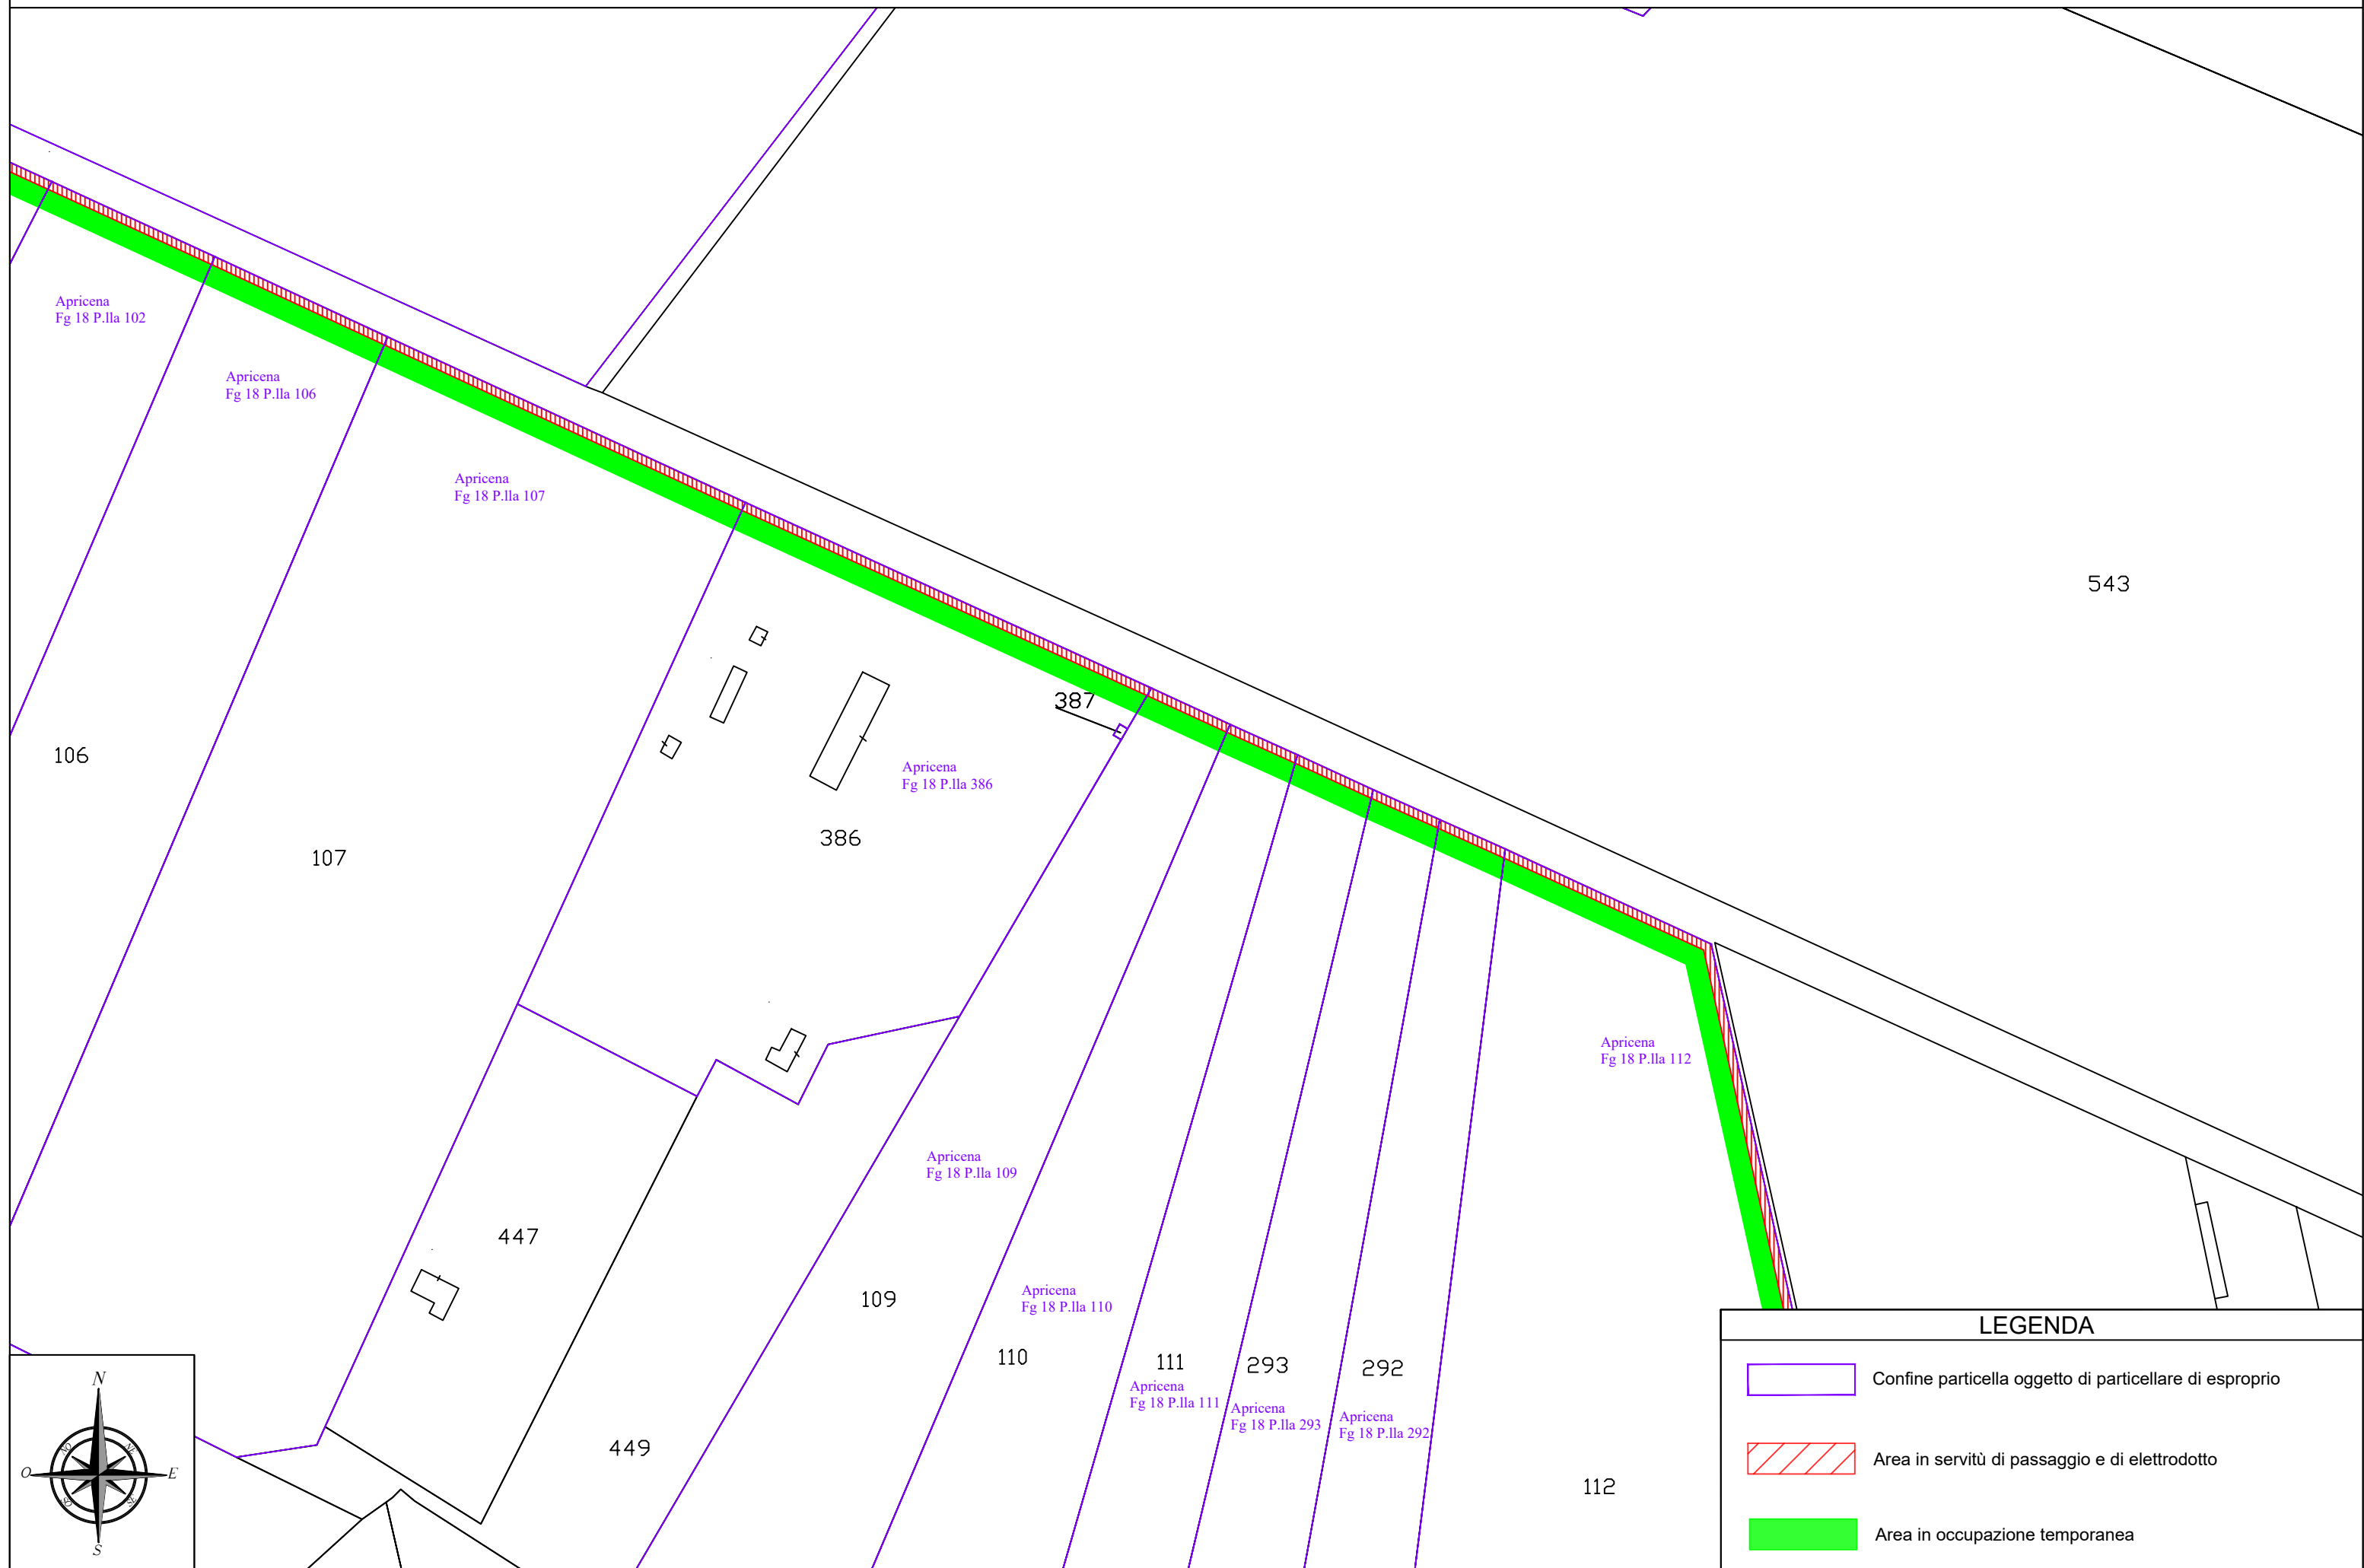 Apricena
Fg 18 P.lla 102
Apricena
Fg 18 P.lla 106
Apricena
Fg 18 P.lla 107
543
387
106
Apricena
Fg 18 P.lla 386
386
107
Apricena
Fg 18 P.lla 112
Apricena
Fg 18 P.lla 109
447
109
Apricena
Fg 18 P.lla 110
110
111
293
292
Apricena
Fg 18 P.lla 111
Apricena
Fg 18 P.lla 293
Apricena
Fg 18 P.lla 292
449
112
N
NO
NE
O
E
SO
S
LEGENDA
Confine particella oggetto di particellare di esproprio
Area in servitù di passaggio e di elettrodotto
Area in occupazione temporanea